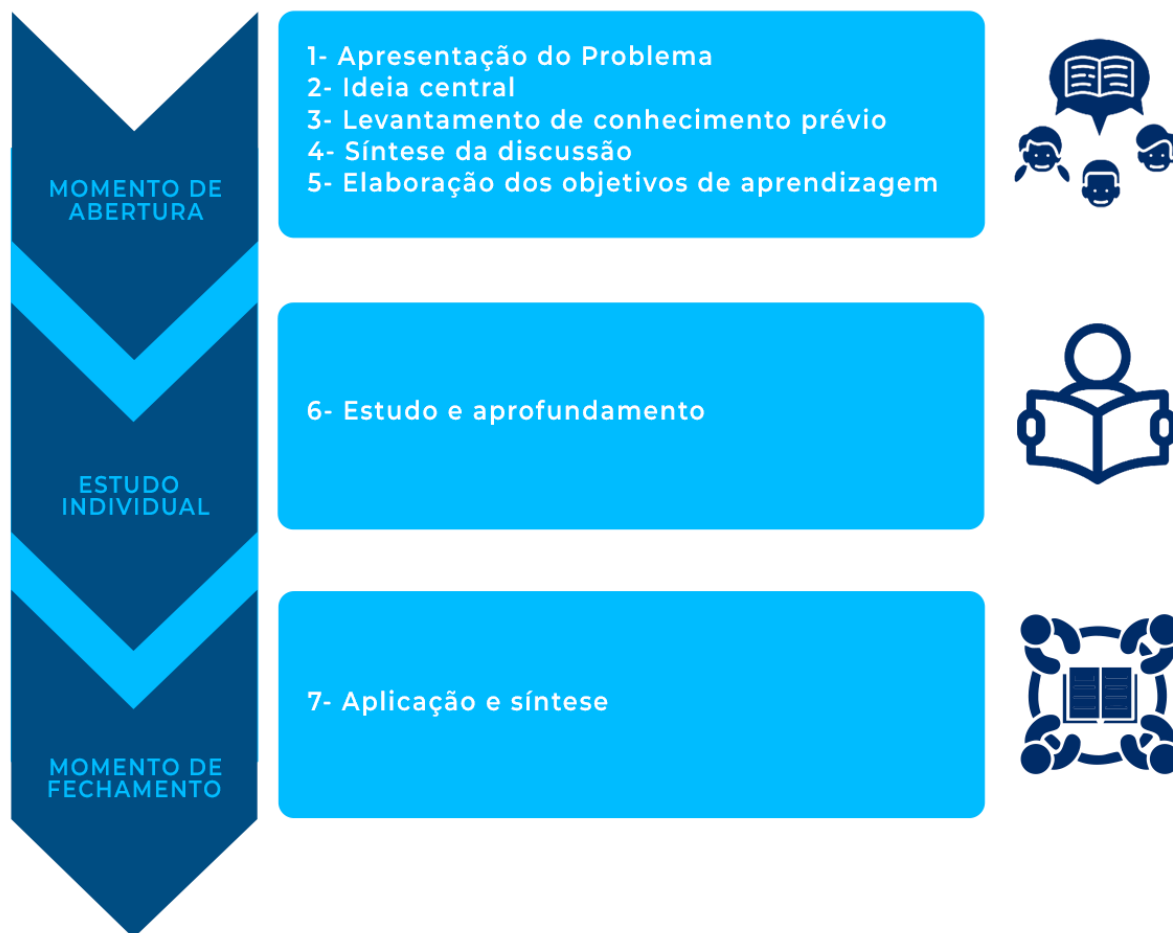 MOMENTO DE
ABERTURA
1- Apresentação do Problema
2- Ideia central
3- Levantamento de conhecimento prévio
4- Síntese da discussão
5- Elaboração dos objetivos de aprendizagem
ESTUDO
INDIVIDUAL
6- Estudo e aprofundamento
MOMENTO DE
FECHAMENTO
7- Aplicação e síntese